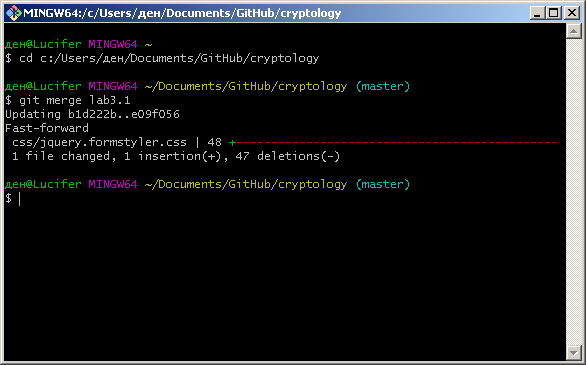 MINGW64:/c/Users/ден/Documents/GitHub/cryptology
ден@Lucifer MINGW64 ~
$ cd c:/Users/ден/Documents/GitHub/cryptology
ден@Lucifer MINGW64 ~/Documents/GitHub/cryptology (master)
$ git merge lab3.1
Updating b1d222b..e09f056
Fast-forward
css/jquery.formstyler.css | 48 +-----------------------------------------------
1 file changed, 1 insertion(+), 47 deletions(-)
ден@Lucifer MINGW64 ~/Documents/GitHub/cryptology (master)
$